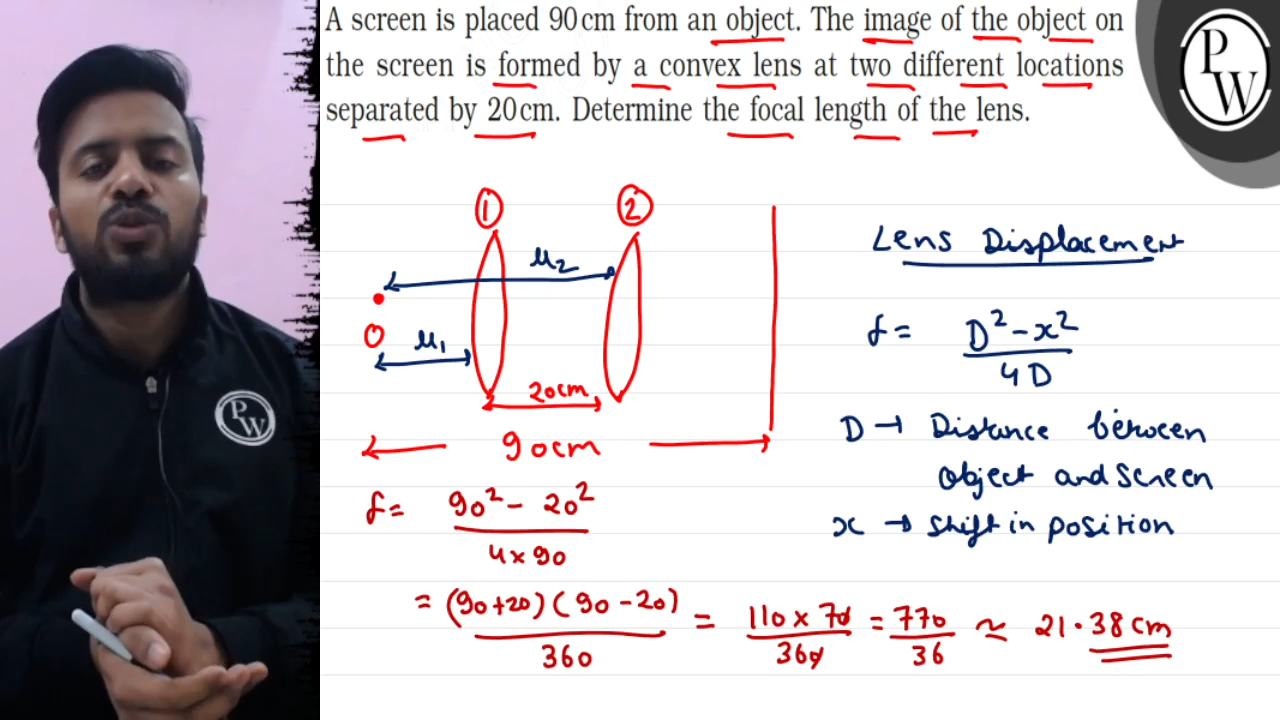 A screen is placed 90 cm from an object. The image of the object on
the screen is formed by a convex lens at two different locations
separated by 20 cm. Determine the focal length of the lens.
P
W
① ②
u₂
O
u₁
20cm
90cm
Lens Displacement
f = D² - x² / 4D
D → Distance between
object and screen
x → shift in position
PW
f = 90² - 20² / 4 x 90
= (90+20) (90-20) / 360 = 110 x 70 / 360 = 770 / 36 ≈ 21.38 cm